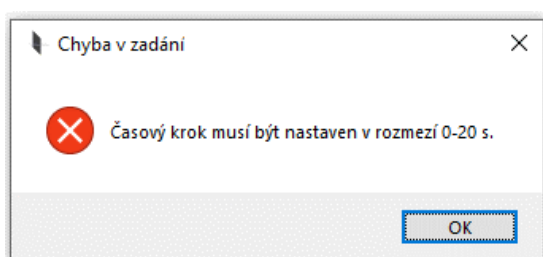 Chyba v zadání
Časový krok musí být nastaven v rozmezí 0-20 s.
OK